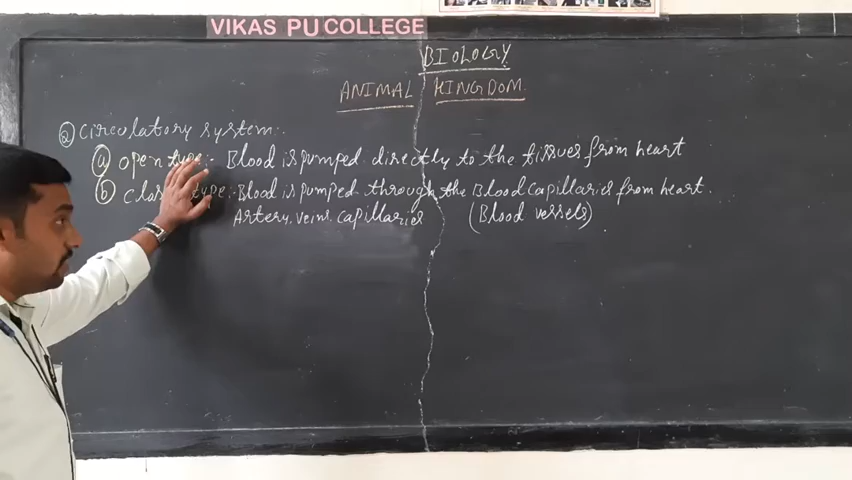 VIKAS PU COLLEGE
BIOLOGY
ANIMAL KINGDOM
② Circulatory system:-
ⓐ open type:- Blood is pumped directly to the tissues from heart
ⓑ type:- Blood is pumped through the Blood capillaries from heart.
Artery, veins, capillaries (Blood vessels)